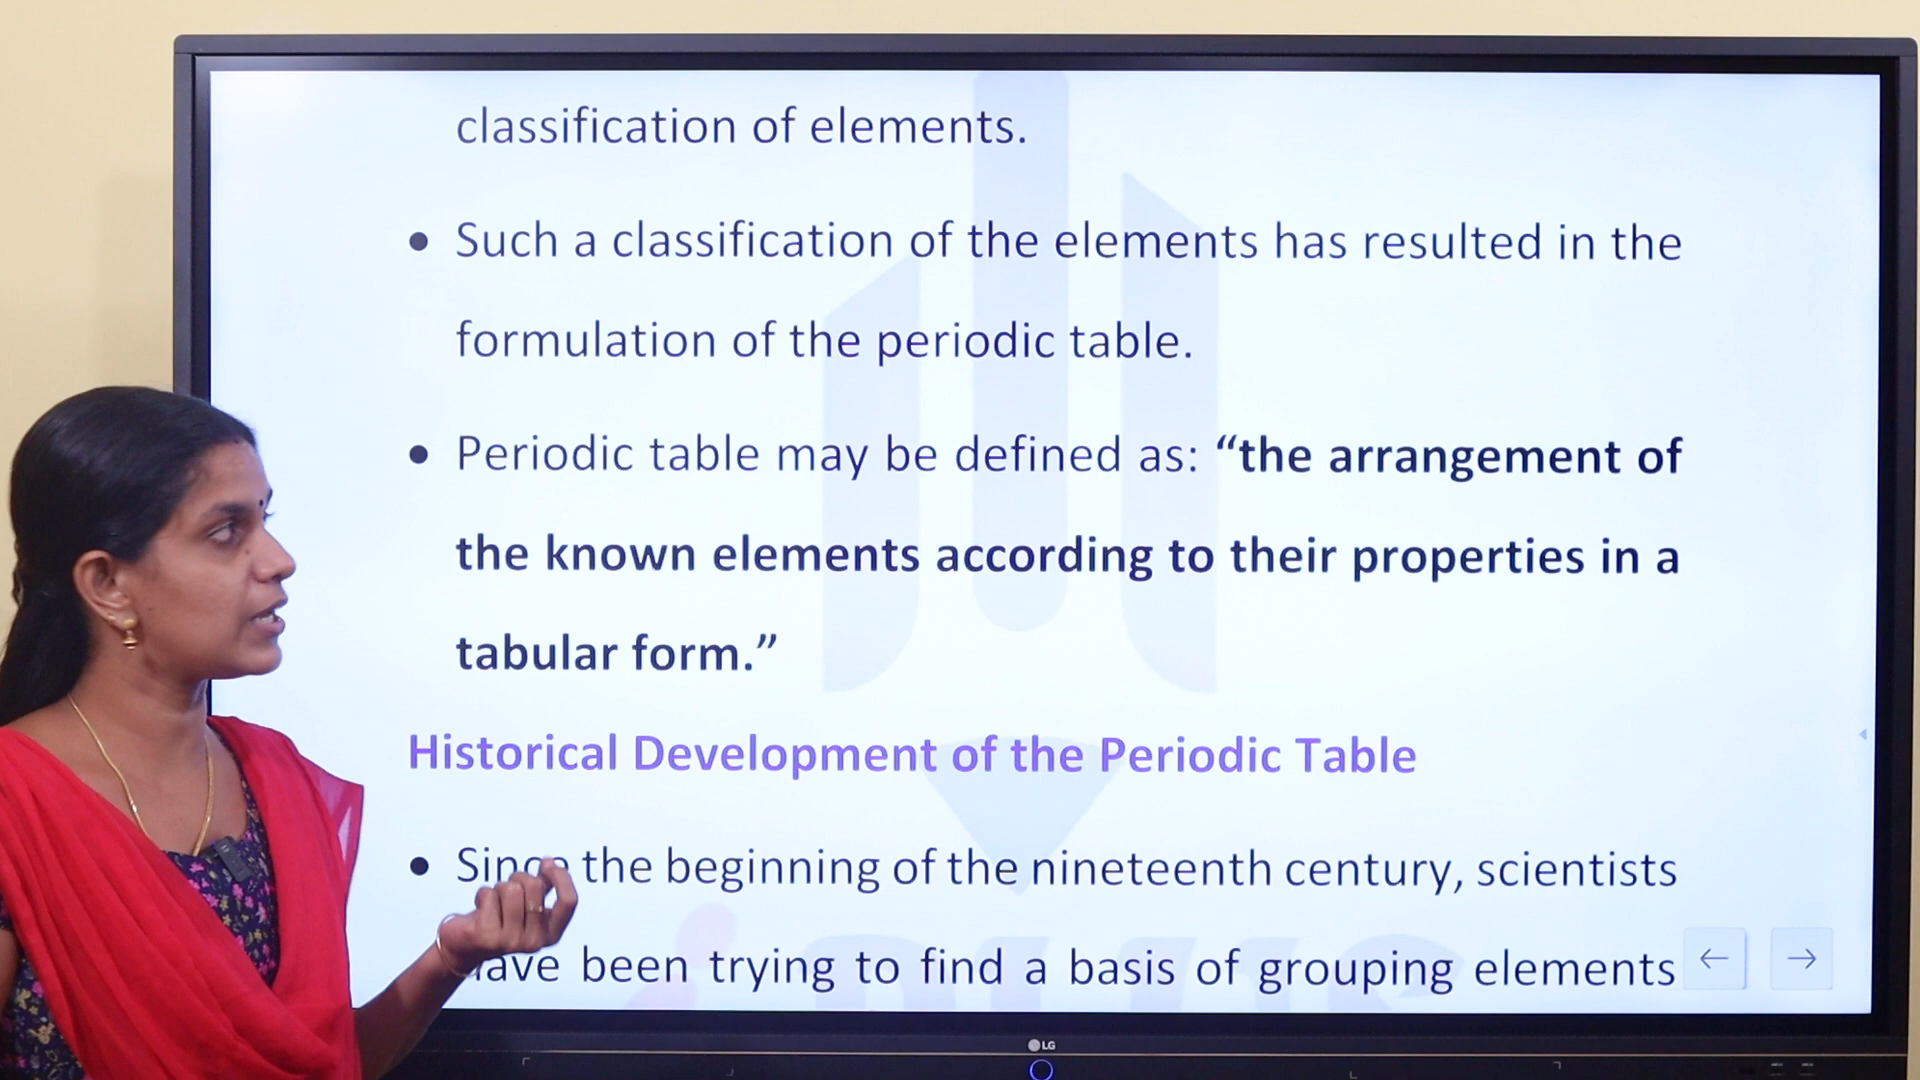 classification of elements.
• Such a classification of the elements has resulted in the
formulation of the periodic table.
• Periodic table may be defined as: “the arrangement of
the known elements according to their properties in a
tabular form.”
Historical Development of the Periodic Table
• Since the beginning of the nineteenth century, scientists
have been trying to find a basis of grouping elements
LG